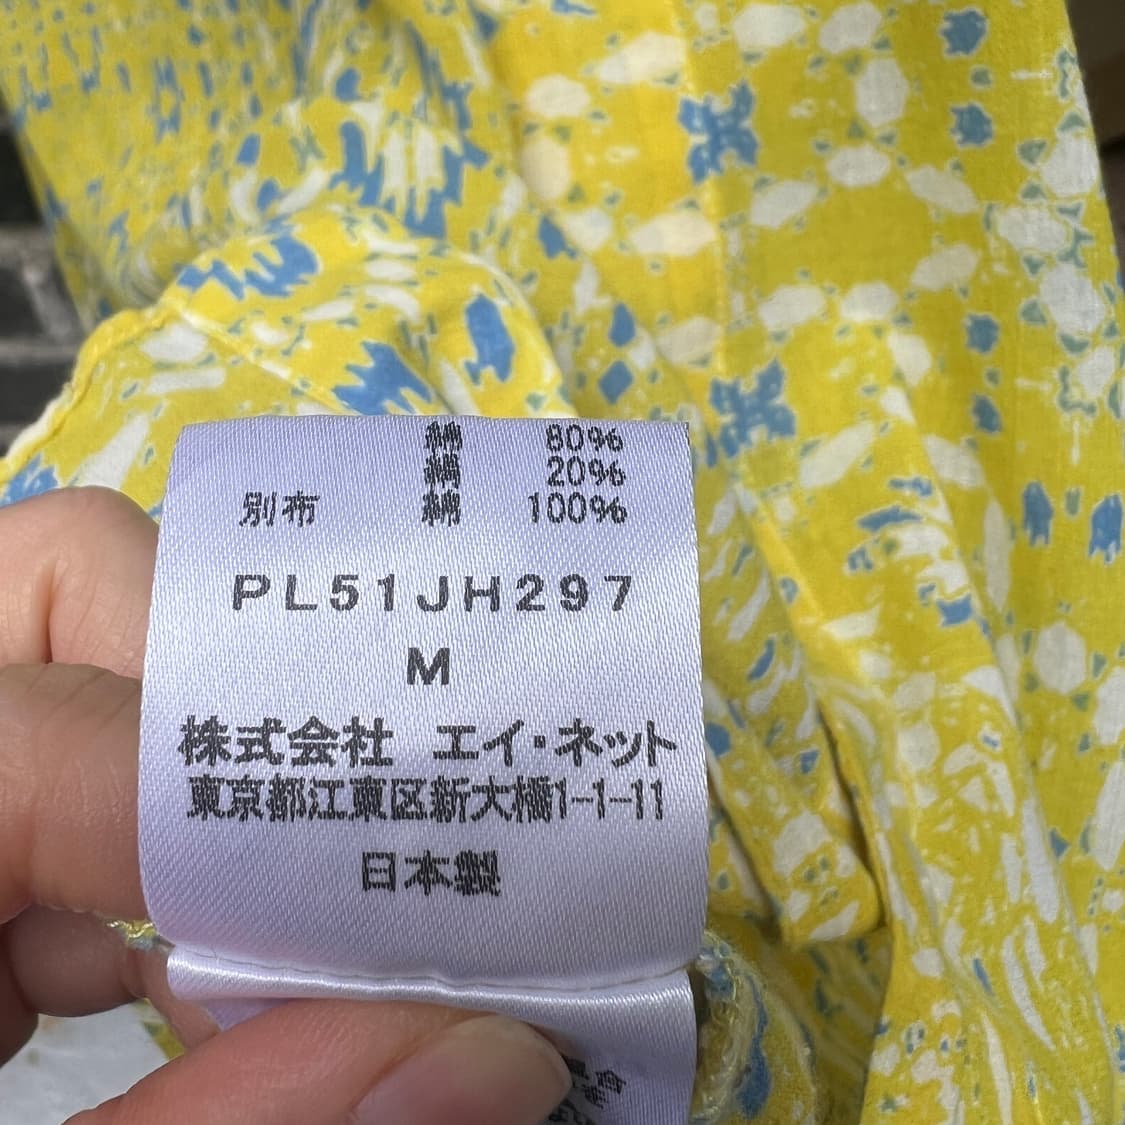 綿 80%
絹 20%
別布 綿 100%
PL51JH297
M
株式会社 エイ・ネット
東京都江東区新大橋1-1-11
日本製